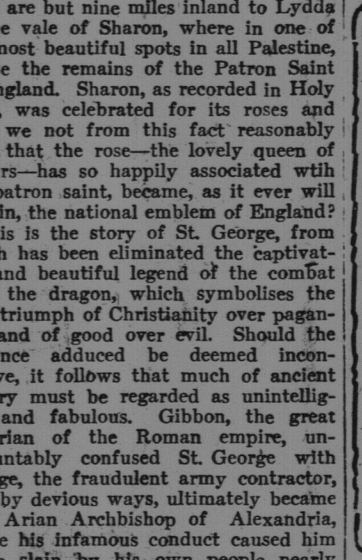 are but nine miles inland to Lydda
e vale of Sharon, where in one of
most beautiful spots in all Palestine,
e the remains of the Patron Saint
ngland. Sharon, as recorded in Holy
, was celebrated for its roses and
we not from this fact reasonably
that the rose—the lovely queen of
rs—has so happily associated wtih
patron saint, became, as it ever will
in, the national emblem of England?
is is the story of St. George, from
h has been eliminated the captivat-
and beautiful legend of the combat
the dragon, which symbolises the
triumph of Christianity over pagan-
and of good over evil. Should the
nce adduced be deemed incon-
ve, it follows that much of ancient
ry must be regarded as unintellig-
and fabulous. Gibbon, the great
rian of the Roman empire, un-
untably confused St. George with
ge, the fraudulent army contractor,
by devious ways, ultimately became
Arian Archbishop of Alexandria,
e his infamous conduct caused him
slain by his own people nearly